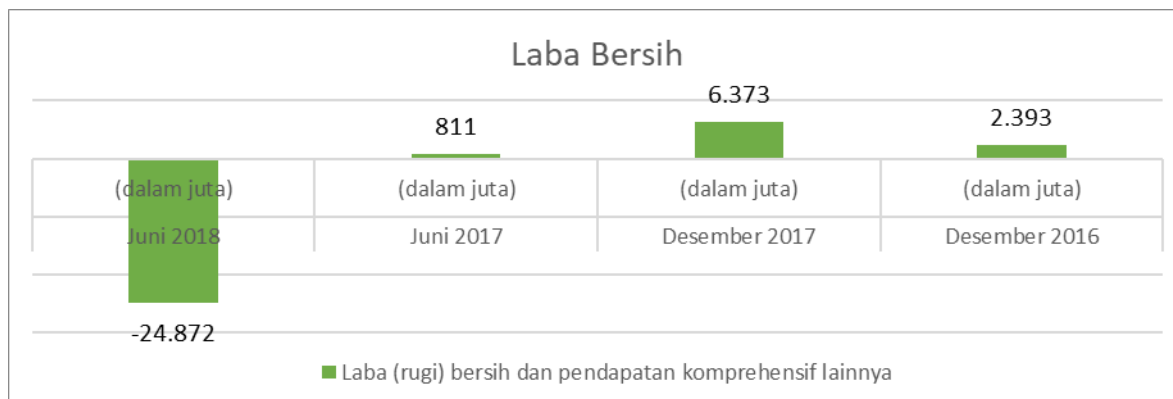 Laba Bersih
6.373
811
2.393
(dalam juta) (dalam juta) (dalam juta) (dalam juta)
Juni 2018 Juni 2017 Desember 2017 Desember 2016
-24.872
Laba (rugi) bersih dan pendapatan komprehensif lainnya